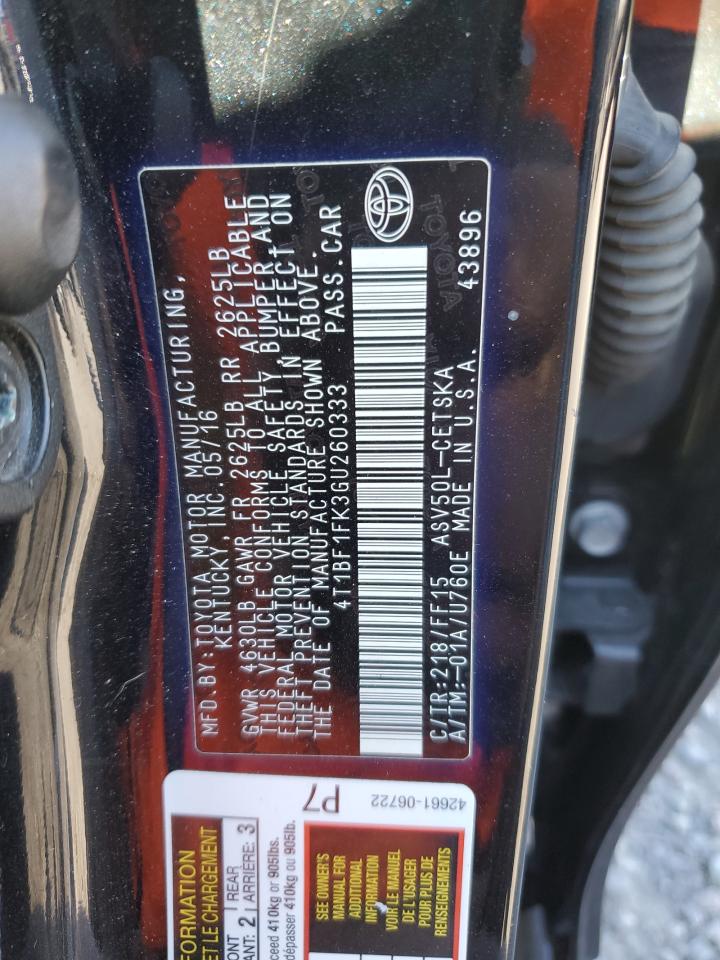 MFD.BY:TOYOTA MOTOR MANUFACTURING,
KENTUCKY, INC.05/16
GVWR 4630LB GAWR FR 2625LB RR 2625LB
THIS VEHICLE CONFORMS TO ALL APPLICABLE
FEDERAL MOTOR VEHICLE SAFETY, BUMPER,AND
THEFT PREVENTION STANDARDS IN EFFECT ON
THE DATE OF MANUFACTURE SHOWN ABOVE.
4T1BF1FK3GU260333 PASS.CAR
C/TR:218/FF15 ASV50L-CETSKA
A/TM:-01A/U760E MADE IN U.S.A. 43896
TOYOTA
P7
42661-06722
ET LE CHARGEMENT
2 REAR
ARRIÈRE: 3
410kg or 905lbs.
dépasser 410kg ou 905lb.
SEE OWNER'S
MANUAL FOR
ADDITIONAL
INFORMATION
VOIR LE MANUEL
DE L'USAGER
POUR PLUS DE
RENSEIGNEMENTS